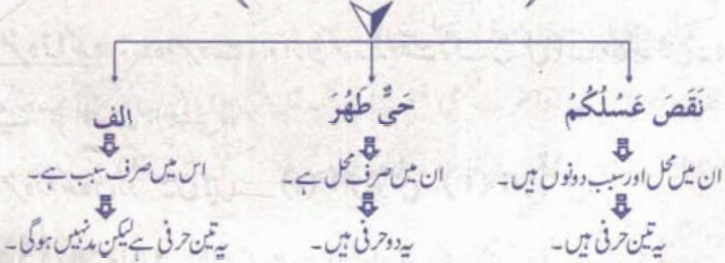 نَقَصَ عَسْلُكُمْ
حَىٌّ طَهُرَ
الف
ان میں محل اور سبب دونوں ہیں۔
ان میں صرف محل ہے۔
اس میں صرف سبب ہے۔
یہ تین حرفی ہیں۔
یہ دو حرفی ہیں۔
یہ تین حرفی ہے لیکن مد نہیں ہوگی۔